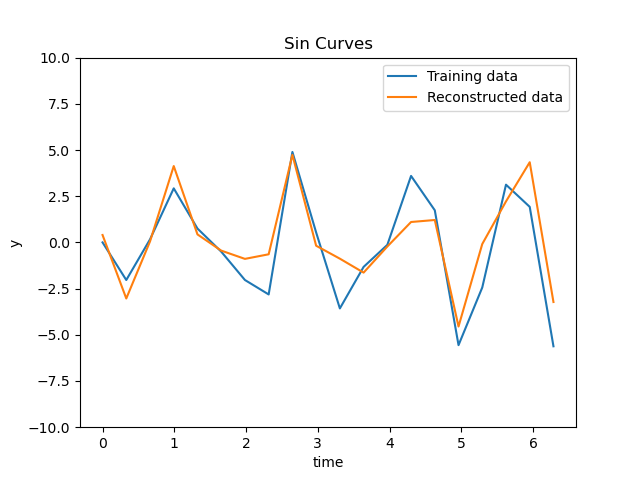 Sin Curves
Training data
Reconstructed data
10.0
7.5
5.0
2.5
0.0
−2.5
−5.0
−7.5
−10.0
y
0 1 2 3 4 5 6
time